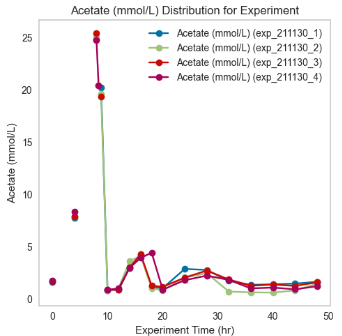 Acetate (mmol/L) Distribution for Experiment
Acetate (mmol/L) (exp_211130_1)
Acetate (mmol/L) (exp_211130_2)
Acetate (mmol/L) (exp_211130_3)
Acetate (mmol/L) (exp_211130_4)
Acetate (mmol/L)
25
20
15
10
5
0
0 10 20 30 40 50
Experiment Time (hr)